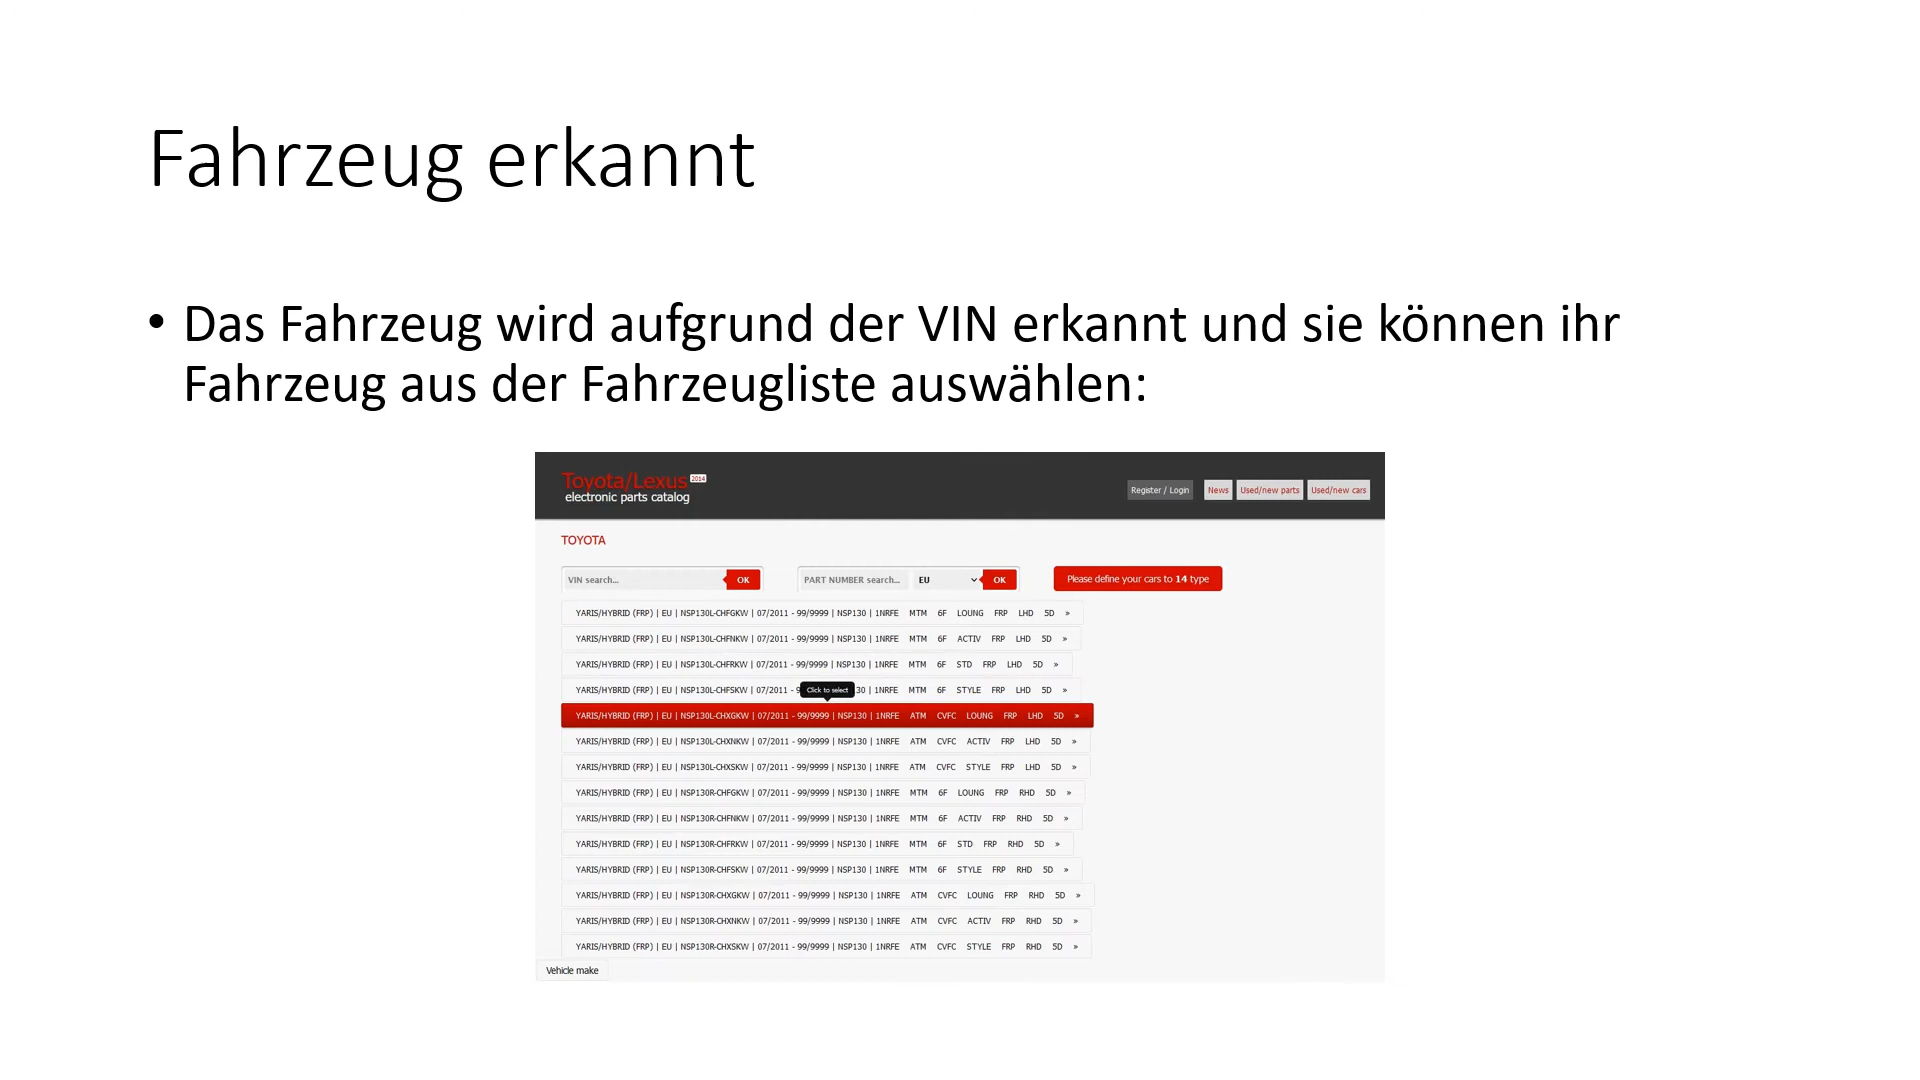 Fahrzeug erkannt
• Das Fahrzeug wird aufgrund der VIN erkannt und sie können ihr
Fahrzeug aus der Fahrzeugliste auswählen:
Toyota/Lexus 2014
electronic parts catalog
Register / Login News Used/new parts Used/new cars
TOYOTA
VIN search... OK PART NUMBER search... EU OK Please define your cars to 14 type
YARIS/HYBRID (FRP) | EU | NSP130L-CHFGKW | 07/2011 - 99/9999 | NSP130 | 1NRFE MTM 6F LOUNG FRP LHD 5D »
YARIS/HYBRID (FRP) | EU | NSP130L-CHFNKW | 07/2011 - 99/9999 | NSP130 | 1NRFE MTM 6F ACTIV FRP LHD 5D »
YARIS/HYBRID (FRP) | EU | NSP130L-CHFRKW | 07/2011 - 99/9999 | NSP130 | 1NRFE MTM 6F STD FRP LHD 5D »
YARIS/HYBRID (FRP) | EU | NSP130L-CHFSKW | 07/2011 - 9 Click to select 30 | 1NRFE MTM 6F STYLE FRP LHD 5D »
YARIS/HYBRID (FRP) | EU | NSP130L-CHXGKW | 07/2011 - 99/9999 | NSP130 | 1NRFE ATM CVFC LOUNG FRP LHD 5D »
YARIS/HYBRID (FRP) | EU | NSP130L-CHXNKW | 07/2011 - 99/9999 | NSP130 | 1NRFE ATM CVFC ACTIV FRP LHD 5D »
YARIS/HYBRID (FRP) | EU | NSP130L-CHXSKW | 07/2011 - 99/9999 | NSP130 | 1NRFE ATM CVFC STYLE FRP LHD 5D »
YARIS/HYBRID (FRP) | EU | NSP130R-CHFGKW | 07/2011 - 99/9999 | NSP130 | 1NRFE MTM 6F LOUNG FRP RHD 5D »
YARIS/HYBRID (FRP) | EU | NSP130R-CHFNKW | 07/2011 - 99/9999 | NSP130 | 1NRFE MTM 6F ACTIV FRP RHD 5D »
YARIS/HYBRID (FRP) | EU | NSP130R-CHFRKW | 07/2011 - 99/9999 | NSP130 | 1NRFE MTM 6F STD FRP RHD 5D »
YARIS/HYBRID (FRP) | EU | NSP130R-CHFSKW | 07/2011 - 99/9999 | NSP130 | 1NRFE MTM 6F STYLE FRP RHD 5D »
YARIS/HYBRID (FRP) | EU | NSP130R-CHXGKW | 07/2011 - 99/9999 | NSP130 | 1NRFE ATM CVFC LOUNG FRP RHD 5D »
YARIS/HYBRID (FRP) | EU | NSP130R-CHXNKW | 07/2011 - 99/9999 | NSP130 | 1NRFE ATM CVFC ACTIV FRP RHD 5D »
YARIS/HYBRID (FRP) | EU | NSP130R-CHXSKW | 07/2011 - 99/9999 | NSP130 | 1NRFE ATM CVFC STYLE FRP RHD 5D »
Vehicle make